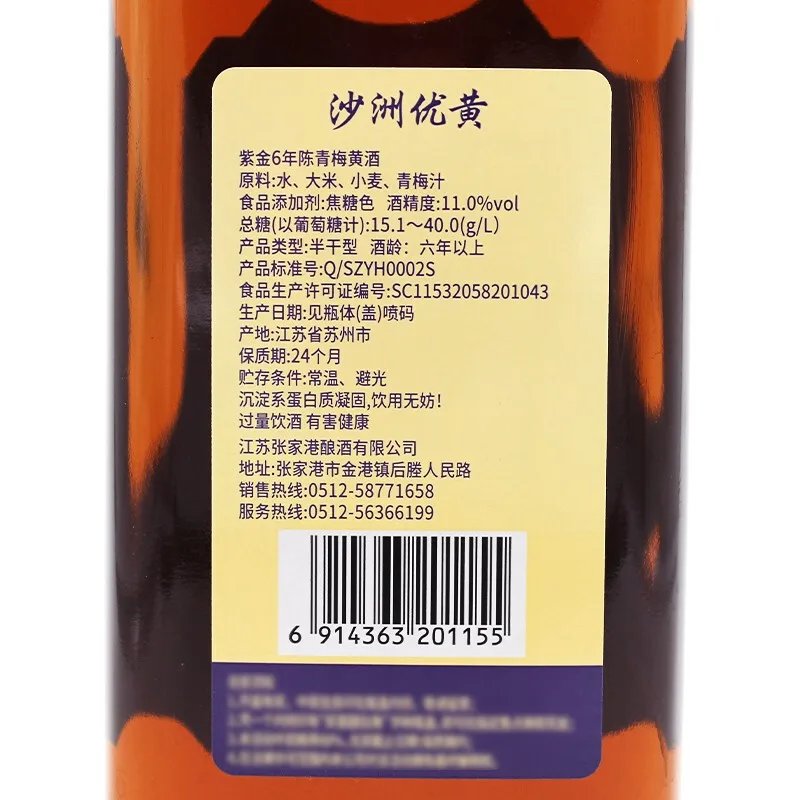 沙洲优黄
紫金6年陈青梅黄酒
原料:水、大米、小麦、青梅汁
食品添加剂:焦糖色 酒精度:11.0%vol
总糖(以葡萄糖计):15.1～40.0(g/L)
产品类型:半干型 酒龄：六年以上
产品标准号:Q/SZYH0002S
食品生产许可证编号:SC11532058201043
生产日期:见瓶体(盖)喷码
产地:江苏省苏州市
保质期:24个月
贮存条件:常温、避光
沉淀系蛋白质凝固,饮用无妨!
过量饮酒 有害健康
江苏张家港酿酒有限公司
地址:张家港市金港镇后塍人民路
销售热线:0512-58771658
服务热线:0512-56366199
6 914363 201155